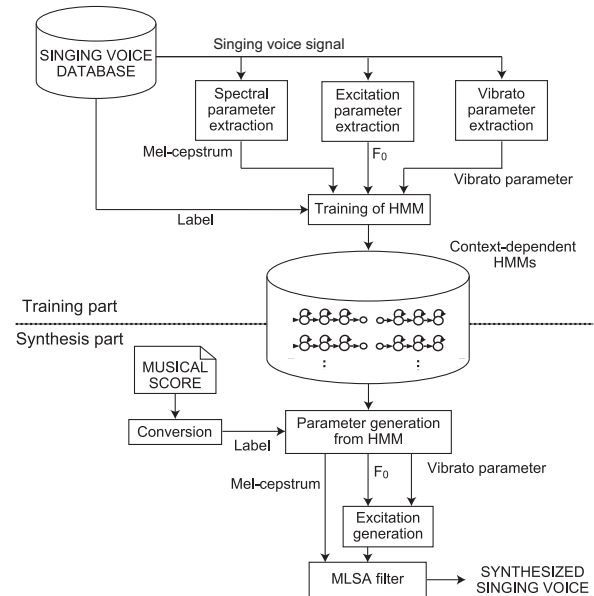 SINGING VOICE
DATABASE
Singing voice signal
Spectral
parameter
extraction
Excitation
parameter
extraction
Vibrato
parameter
extraction
Mel-cepstrum
F0
Vibrato parameter
Label
Training of HMM
Context-dependent
HMMs
Training part
Synthesis part
MUSICAL
SCORE
Conversion
Label
Parameter generation
from HMM
Mel-cepstrum
F0
Vibrato parameter
Excitation
generation
MLSA filter
SYNTHESIZED
SINGING VOICE